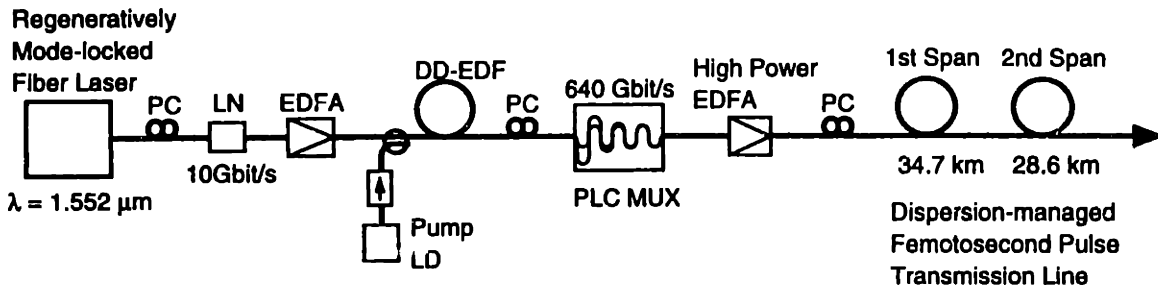 Regeneratively
Mode-locked
Fiber Laser
PC
LN
EDFA
DD-EDF
PC
640 Gbit/s
High Power
EDFA
PC
1st Span
2nd Span
10Gbit/s
λ = 1.552 μm
Pump
LD
PLC MUX
34.7 km
28.6 km
Dispersion-managed
Femotosecond Pulse
Transmission Line